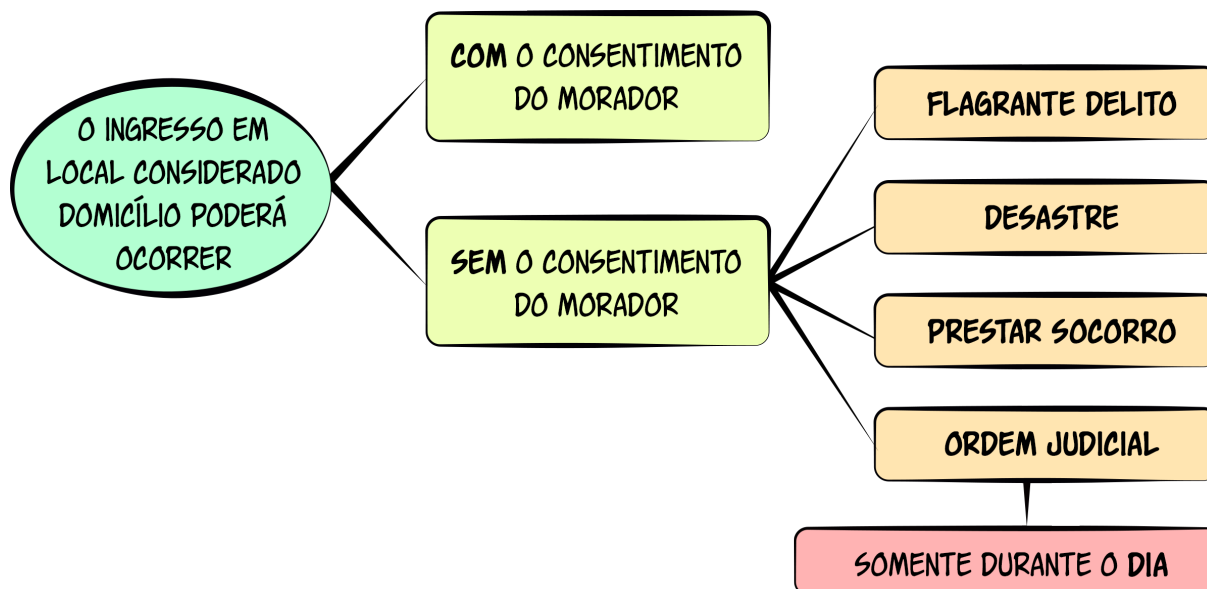 O INGRESSO EM
LOCAL CONSIDERADO
DOMICÍLIO PODERÁ
OCORRER
COM O CONSENTIMENTO
DO MORADOR
SEM O CONSENTIMENTO
DO MORADOR
FLAGRANTE DELITO
DESASTRE
PRESTAR SOCORRO
ORDEM JUDICIAL
SOMENTE DURANTE O DIA